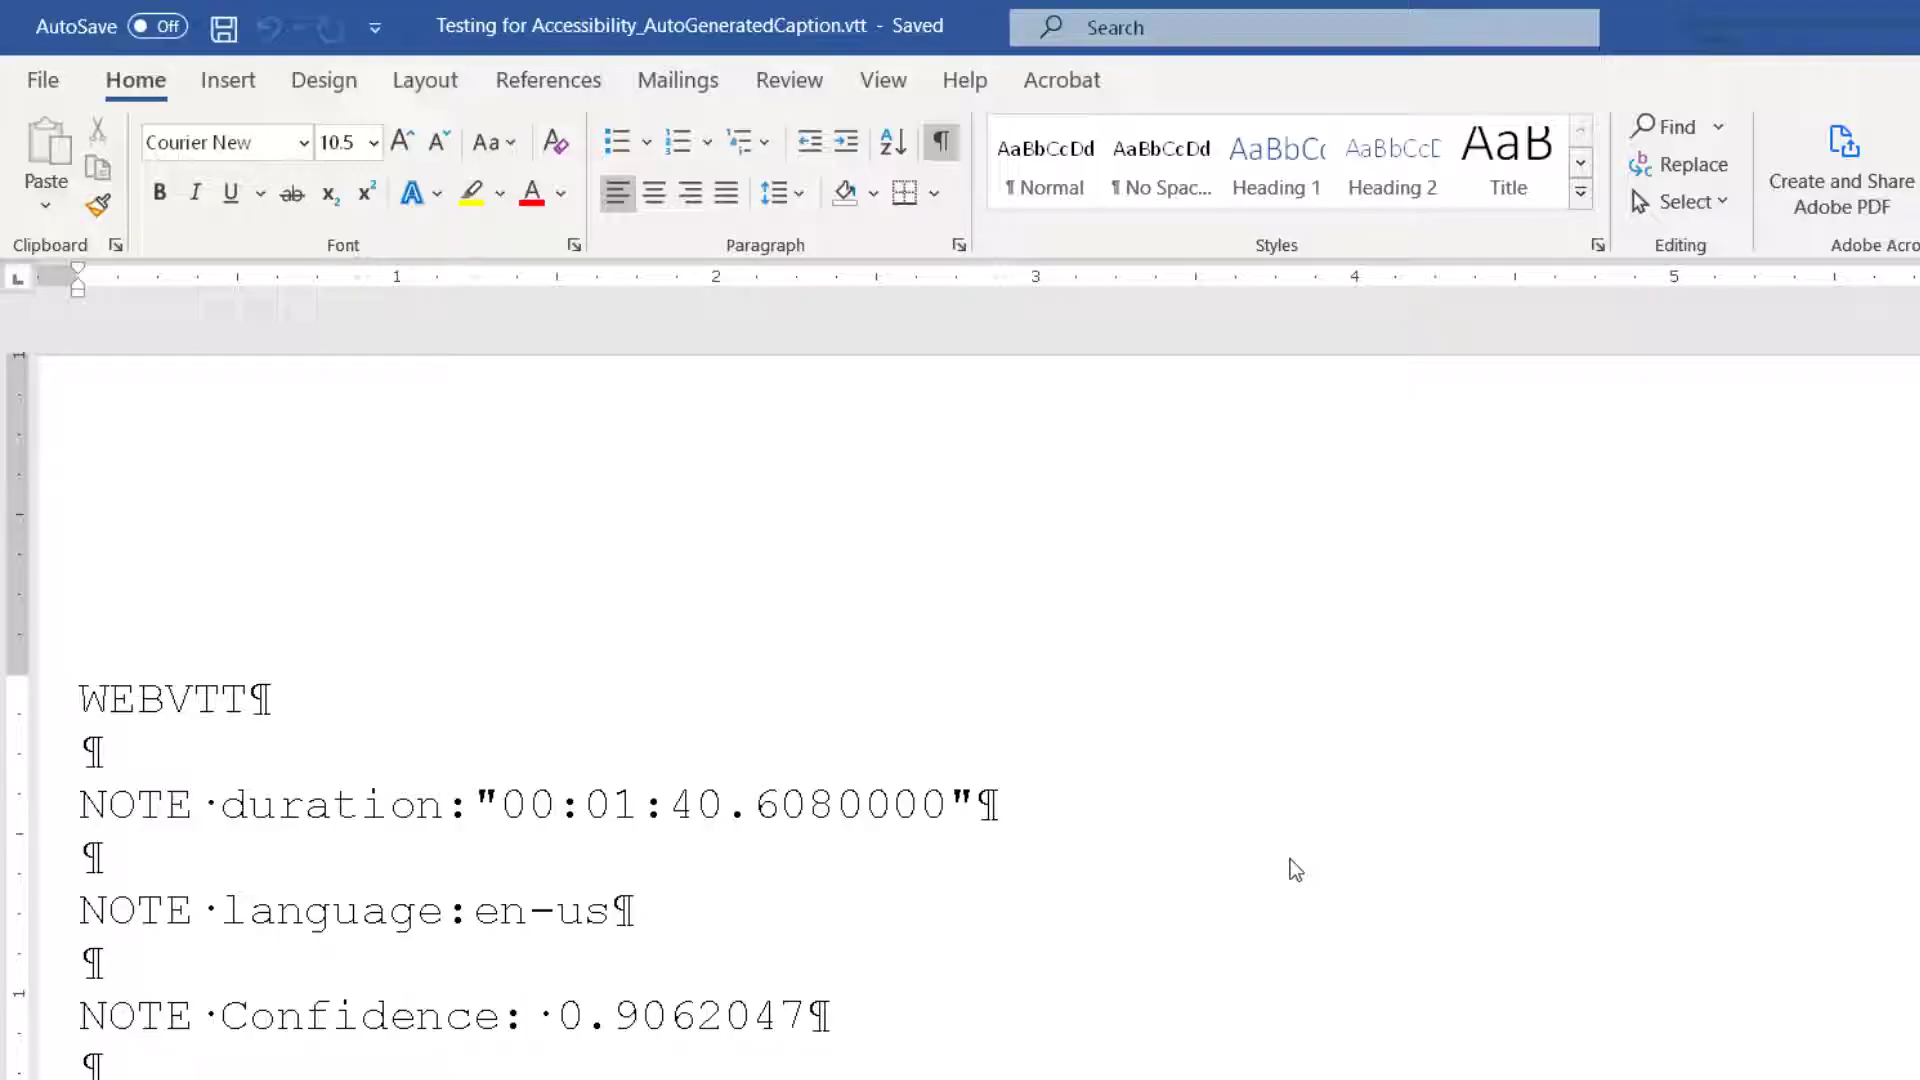 AutoSave Off Testing for Accessibility_AutoGeneratedCaption.vtt - Saved Search
File Home Insert Design Layout References Mailings Review View Help Acrobat
Paste
Courier New 10.5
Aa
B I U ab x₂ x² A A
AaBbCcDd AaBbCcDd AaBbCc AaBbCcD AaB
¶ Normal ¶ No Spac... Heading 1 Heading 2 Title
Find
Replace
Select
Create and Share
Adobe PDF
Clipboard Font Paragraph Styles Editing Adobe Acro
1 2 3 4 5
WEBVTT¶
¶
NOTE·duration:"00:01:40.6080000"¶
¶
NOTE·language:en-us¶
¶
NOTE·Confidence:·0.9062047¶
¶